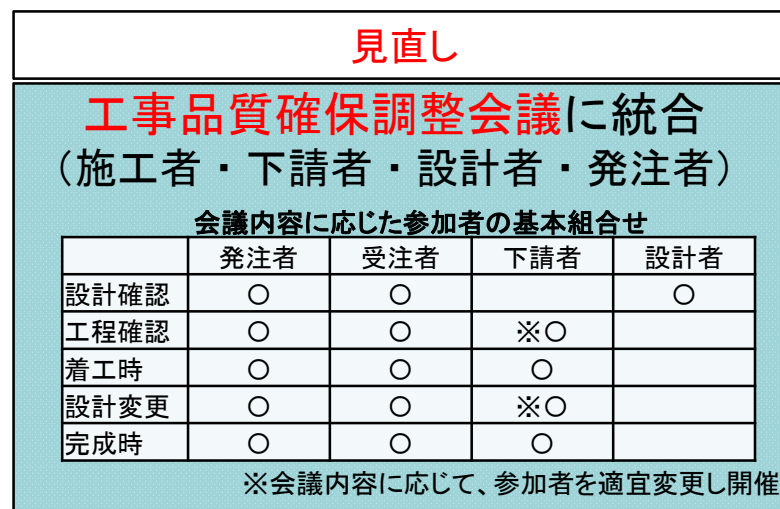 見直し
工事品質確保調整会議に統合
（施工者・下請者・設計者・発注者）
会議内容に応じた参加者の基本組合せ
発注者 受注者 下請者 設計者
設計確認 〇 〇 〇
工程確認 〇 〇 ※〇
着工時 〇 〇 〇
設計変更 〇 〇 ※〇
完成時 〇 〇 〇
※会議内容に応じて、参加者を適宜変更し開催